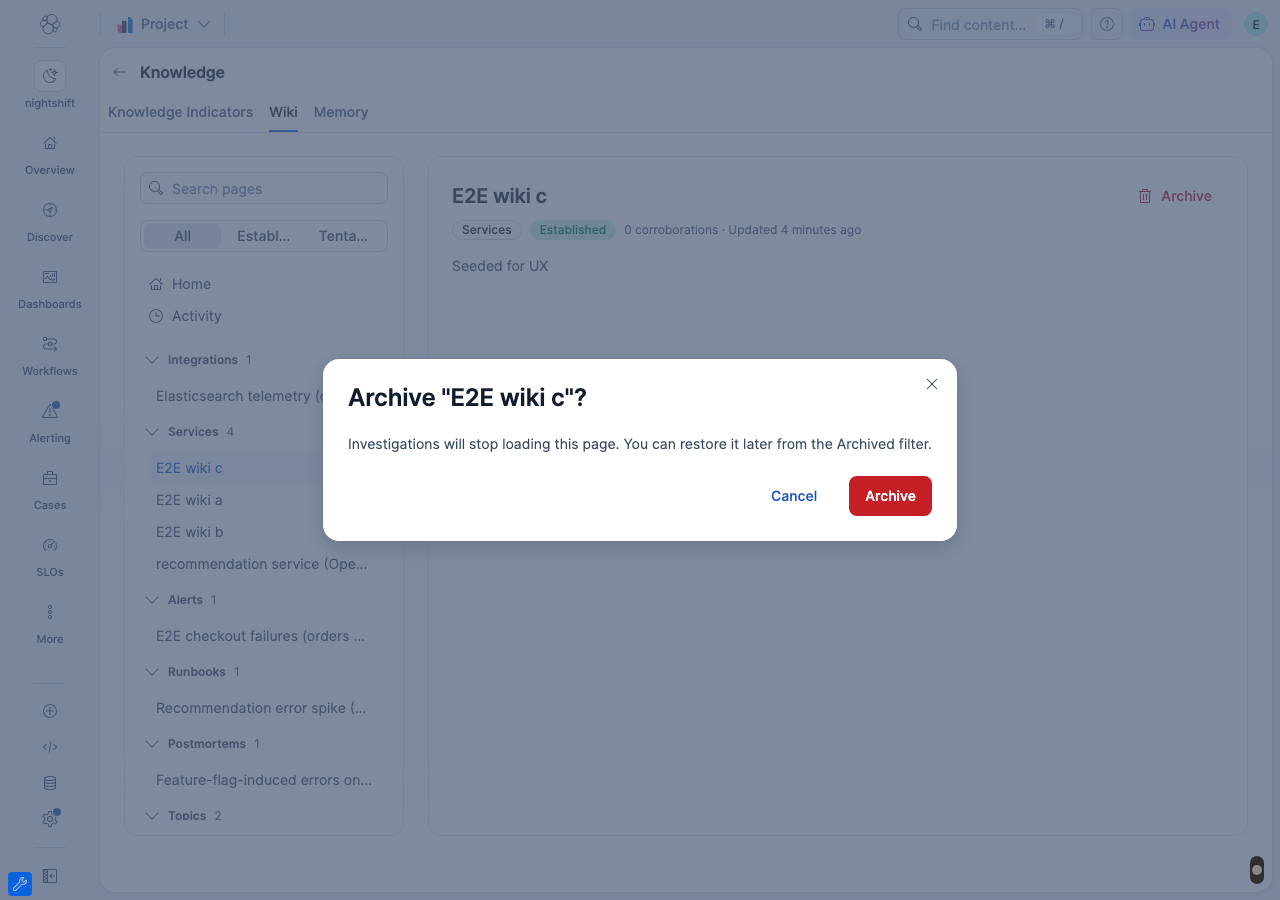 Project
Find content...
⌘ /
AI Agent
E
nightshift
Overview
Discover
Dashboards
Workflows
Alerting
Cases
SLOs
More
Knowledge
Knowledge Indicators
Wiki
Memory
Search pages
All
Establ...
Tenta...
Home
Activity
Integrations 1
Elasticsearch telemetry (
Services 4
E2E wiki c
E2E wiki a
E2E wiki b
recommendation service (Ope...
Alerts 1
E2E checkout failures (orders ...
Runbooks 1
Recommendation error spike (...
Postmortems 1
Feature-flag-induced errors on...
Topics 2
E2E wiki c
Archive
Services
Established
0 corroborations · Updated 4 minutes ago
Seeded for UX
Archive "E2E wiki c"?
Investigations will stop loading this page. You can restore it later from the Archived filter.
Cancel
Archive